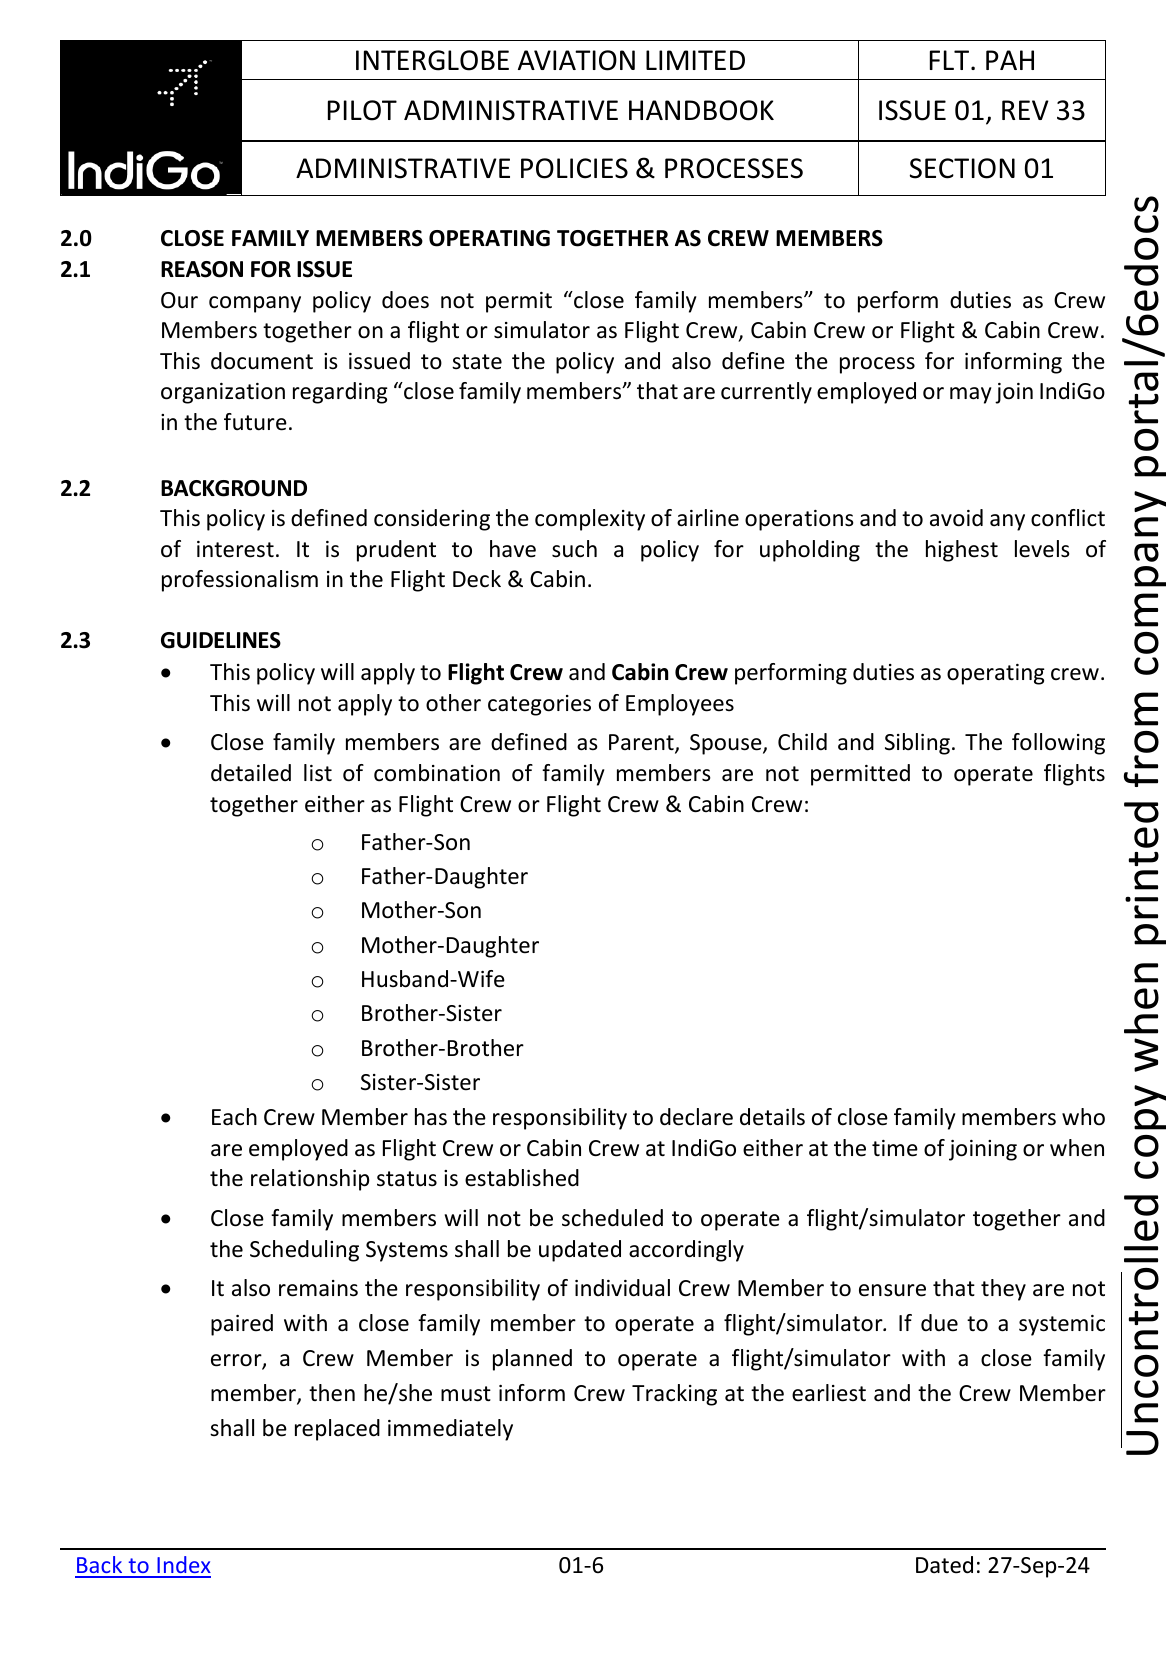 INTERGLOBE AVIATION LIMITED
FLT. PAH
PILOT ADMINISTRATIVE HANDBOOK
ISSUE 01, REV 33
IndiGo
ADMINISTRATIVE POLICIES & PROCESSES
SECTION 01
2.0 CLOSE FAMILY MEMBERS OPERATING TOGETHER AS CREW MEMBERS
2.1 REASON FOR ISSUE
Our company policy does not permit “close family members” to perform duties as Crew
Members together on a flight or simulator as Flight Crew, Cabin Crew or Flight & Cabin Crew.
This document is issued to state the policy and also define the process for informing the
organization regarding “close family members” that are currently employed or may join IndiGo
in the future.
2.2 BACKGROUND
This policy is defined considering the complexity of airline operations and to avoid any conflict
of interest. It is prudent to have such a policy for upholding the highest levels of
professionalism in the Flight Deck & Cabin.
2.3 GUIDELINES
• This policy will apply to Flight Crew and Cabin Crew performing duties as operating crew.
This will not apply to other categories of Employees
• Close family members are defined as Parent, Spouse, Child and Sibling. The following
detailed list of combination of family members are not permitted to operate flights
together either as Flight Crew or Flight Crew & Cabin Crew:
o Father-Son
o Father-Daughter
o Mother-Son
o Mother-Daughter
o Husband-Wife
o Brother-Sister
o Brother-Brother
o Sister-Sister
• Each Crew Member has the responsibility to declare details of close family members who
are employed as Flight Crew or Cabin Crew at IndiGo either at the time of joining or when
the relationship status is established
• Close family members will not be scheduled to operate a flight/simulator together and
the Scheduling Systems shall be updated accordingly
• It also remains the responsibility of individual Crew Member to ensure that they are not
paired with a close family member to operate a flight/simulator. If due to a systemic
error, a Crew Member is planned to operate a flight/simulator with a close family
member, then he/she must inform Crew Tracking at the earliest and the Crew Member
shall be replaced immediately
Back to Index
01-6
Dated: 27-Sep-24
Uncontrolled copy when printed from company portal/6edocs